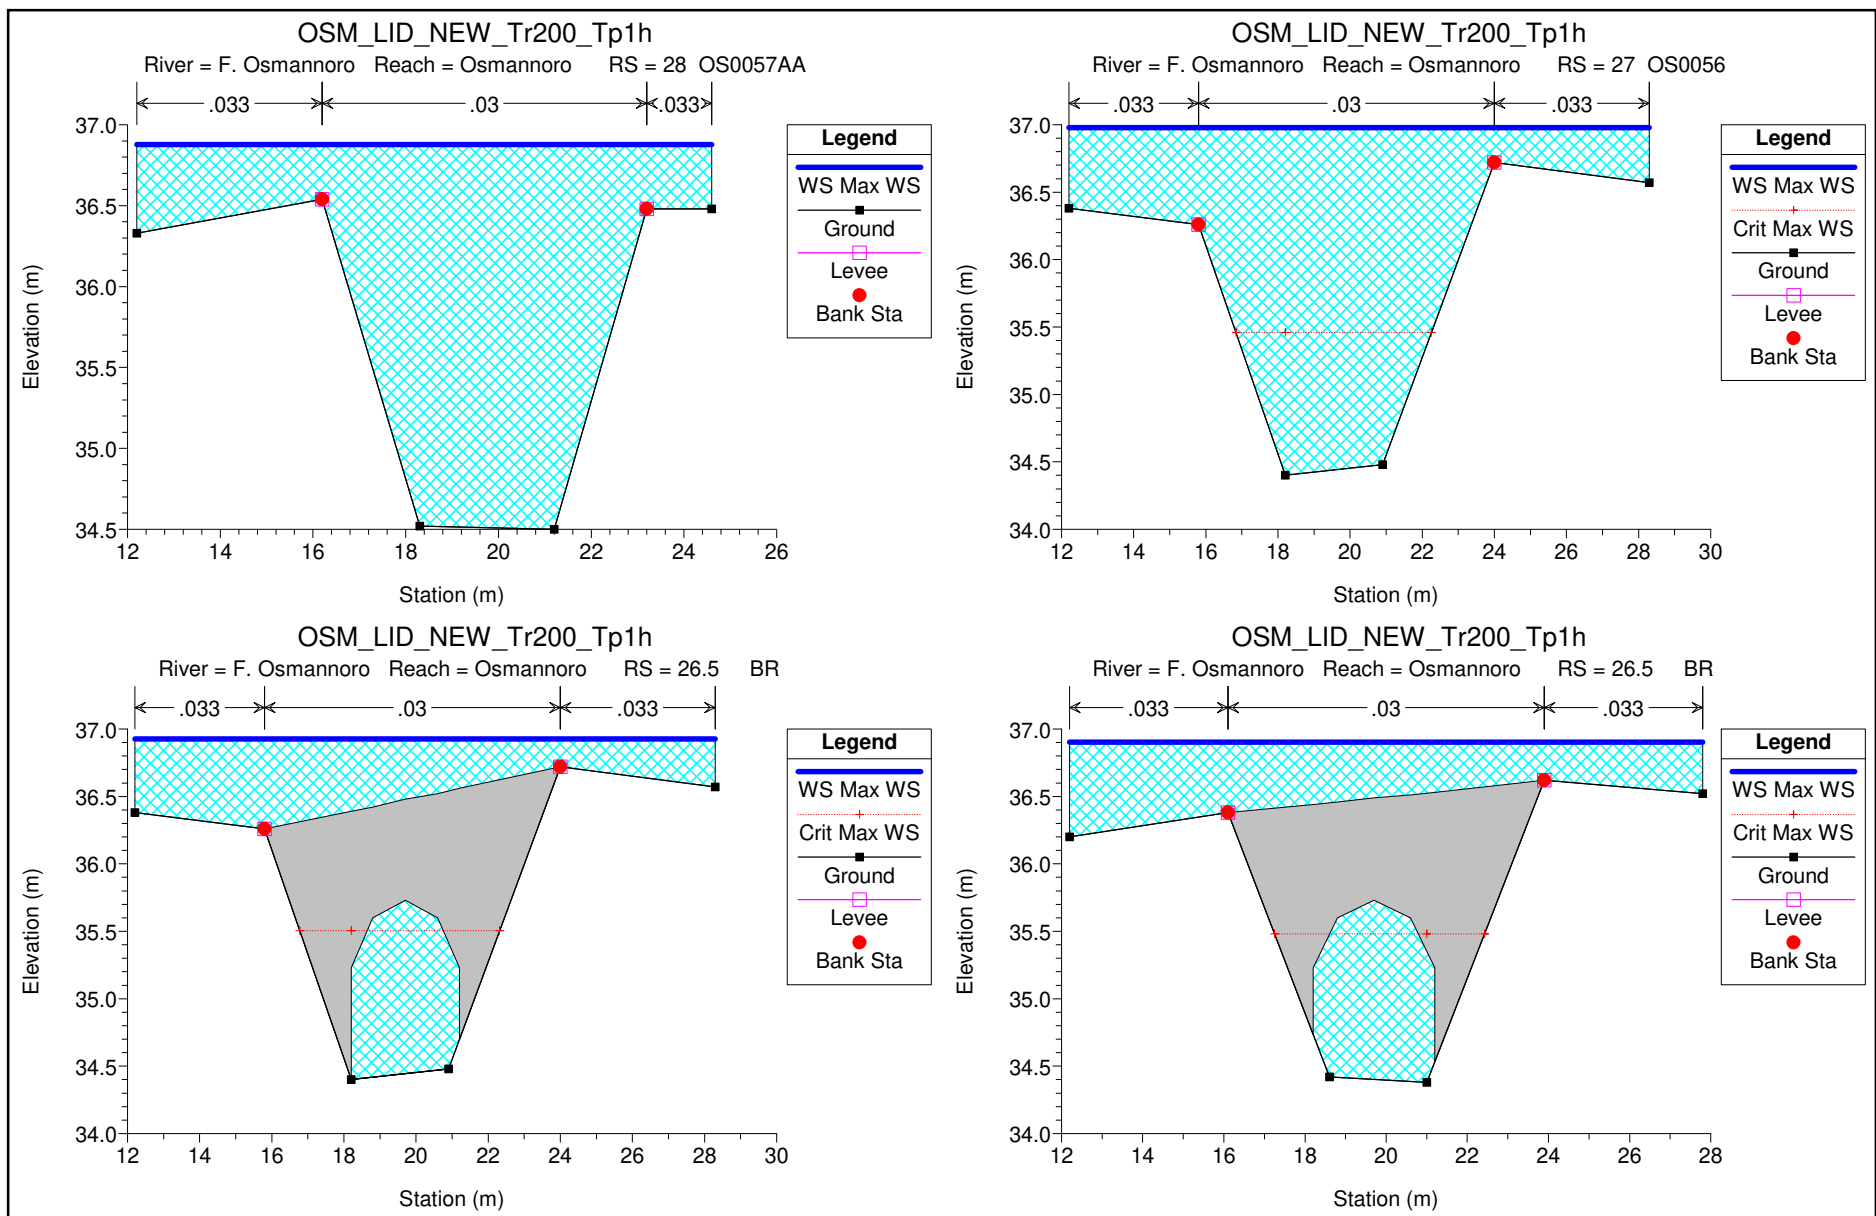 OSM_LID_NEW_Tr200_Tp1h
River = F. Osmannoro Reach = Osmannoro RS = 28 OS0057AA
.033 .03 .033
37.0
36.5
36.0
35.5
35.0
34.5
12 14 16 18 20 22 24 26
Elevation (m)
Station (m)
Legend
WS Max WS
Ground
Levee
Bank Sta
OSM_LID_NEW_Tr200_Tp1h
River = F. Osmannoro Reach = Osmannoro RS = 27 OS0056
.033 .03 .033
37.0
36.5
36.0
35.5
35.0
34.5
34.0
12 14 16 18 20 22 24 26 28 30
Elevation (m)
Station (m)
Legend
WS Max WS
Crit Max WS
Ground
Levee
Bank Sta
OSM_LID_NEW_Tr200_Tp1h
River = F. Osmannoro Reach = Osmannoro RS = 26.5 BR
.033 .03 .033
37.0
36.5
36.0
35.5
35.0
34.5
34.0
12 14 16 18 20 22 24 26 28 30
Elevation (m)
Station (m)
Legend
WS Max WS
Crit Max WS
Ground
Levee
Bank Sta
OSM_LID_NEW_Tr200_Tp1h
River = F. Osmannoro Reach = Osmannoro RS = 26.5 BR
.033 .03 .033
37.0
36.5
36.0
35.5
35.0
34.5
34.0
12 14 16 18 20 22 24 26 28
Elevation (m)
Station (m)
Legend
WS Max WS
Crit Max WS
Ground
Levee
Bank Sta